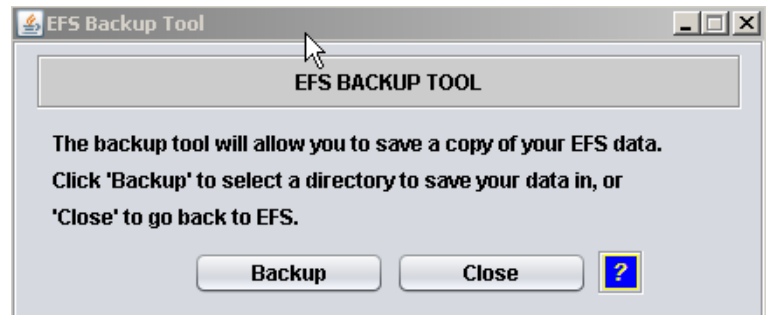 EFS Backup Tool
EFS BACKUP TOOL
The backup tool will allow you to save a copy of your EFS data.
Click 'Backup' to select a directory to save your data in, or
'Close' to go back to EFS.
Backup Close ?